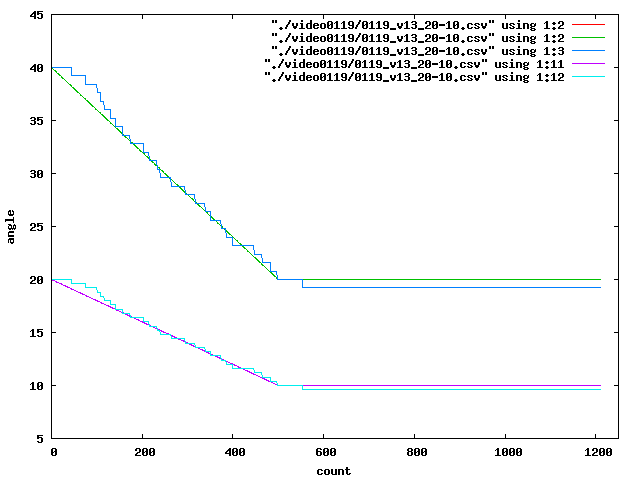 45
40
35
30
25
20
15
10
5
angle
"./video0119/0119_v13_20-10.csv" using 1:2
"./video0119/0119_v13_20-10.csv" using 1:2
"./video0119/0119_v13_20-10.csv" using 1:3
"./video0119/0119_v13_20-10.csv" using 1:11
"./video0119/0119_v13_20-10.csv" using 1:12
0 200 400 600 800 1000 1200
count